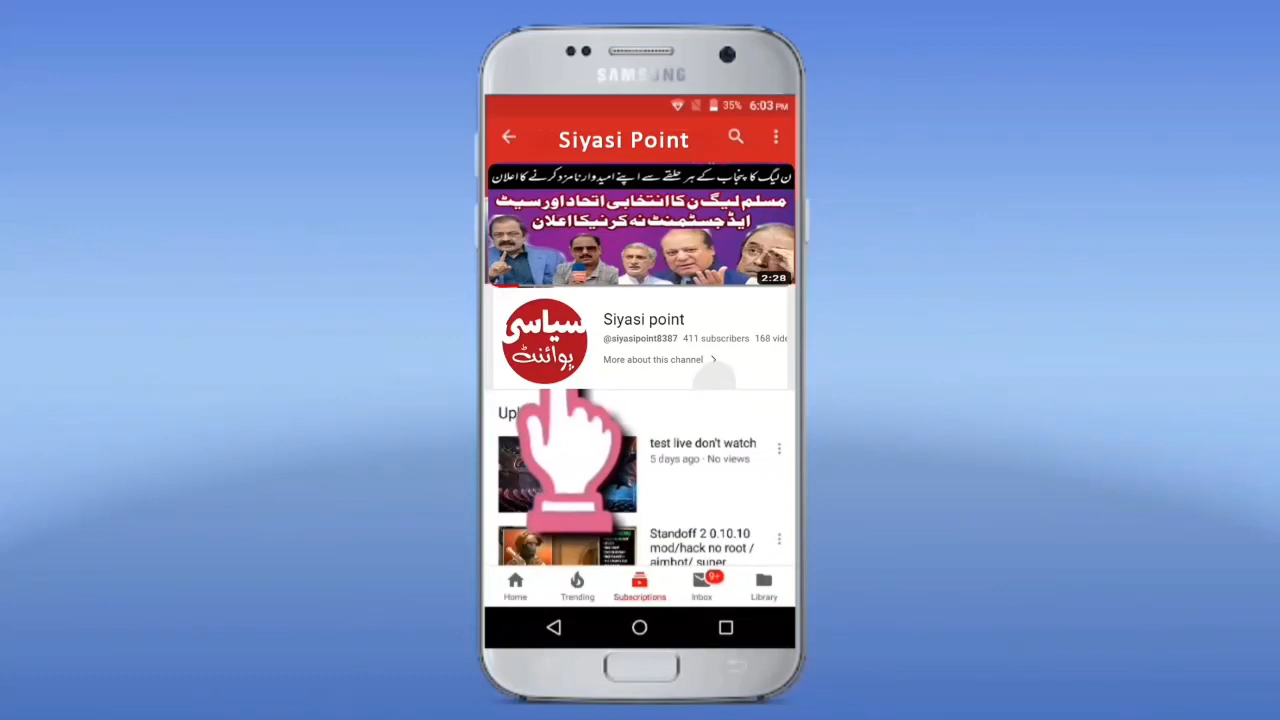 SAMSUNG
35% 6:03 PM
Siyasi Point
ن لیگ کا پنجاب کے ہر حلقے سے اپنے امیدوار نامزد کرنے کا اعلان
مسلم لیگ ن کا انتخابی اتحاد اور سیٹ
ایڈجسٹمنٹ نہ کرنیکا اعلان
2:28
سیاسی
پوائنٹ
Siyasi point
@siyasipoint8387 411 subscribers 168 vide
More about this channel
test live don't watch
5 days ago · No views
Standoff 2 0.10.10
mod/hack no root /
aimbot/ super
9+
Home Trending Subscriptions Inbox Library